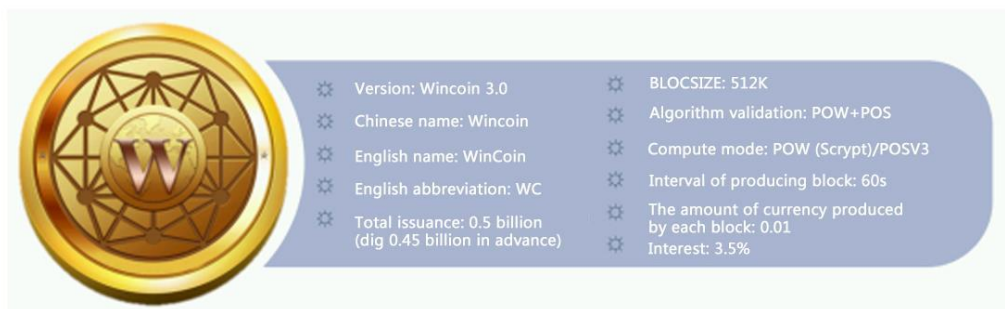 W
Version: Wincoin 3.0
Chinese name: Wincoin
English name: WinCoin
English abbreviation: WC
Total issuance: 0.5 billion
(dig 0.45 billion in advance)
BLOCSIZE: 512K
Algorithm validation: POW+POS
Compute mode: POW (Scrypt)/POSV3
Interval of producing block: 60s
The amount of currency produced
by each block: 0.01
Interest: 3.5%